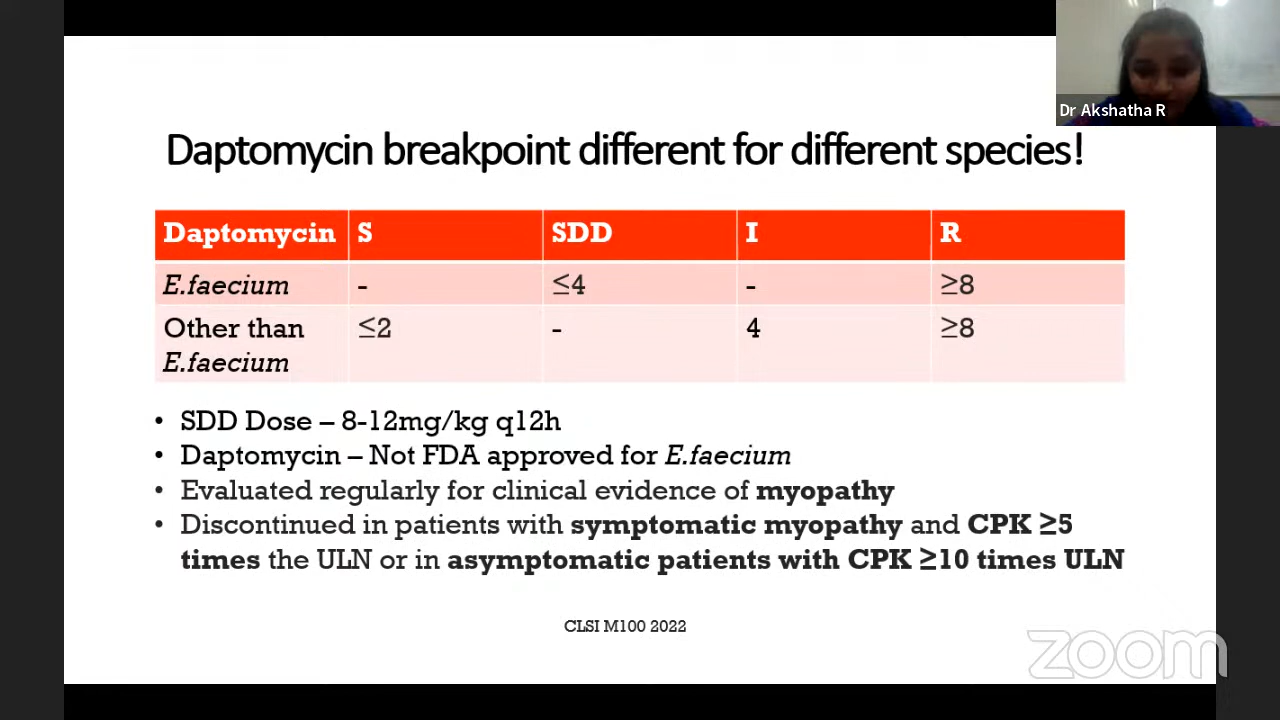 Dr Akshatha R
Daptomycin breakpoint different for different species!
Daptomycin S SDD I R
E.faecium - ≤4 - ≥8
Other than ≤2 - 4 ≥8
E.faecium
• SDD Dose – 8-12mg/kg q12h
• Daptomycin – Not FDA approved for E.faecium
• Evaluated regularly for clinical evidence of myopathy
• Discontinued in patients with symptomatic myopathy and CPK ≥5
times the ULN or in asymptomatic patients with CPK ≥10 times ULN
CLSI M100 2022
zoom